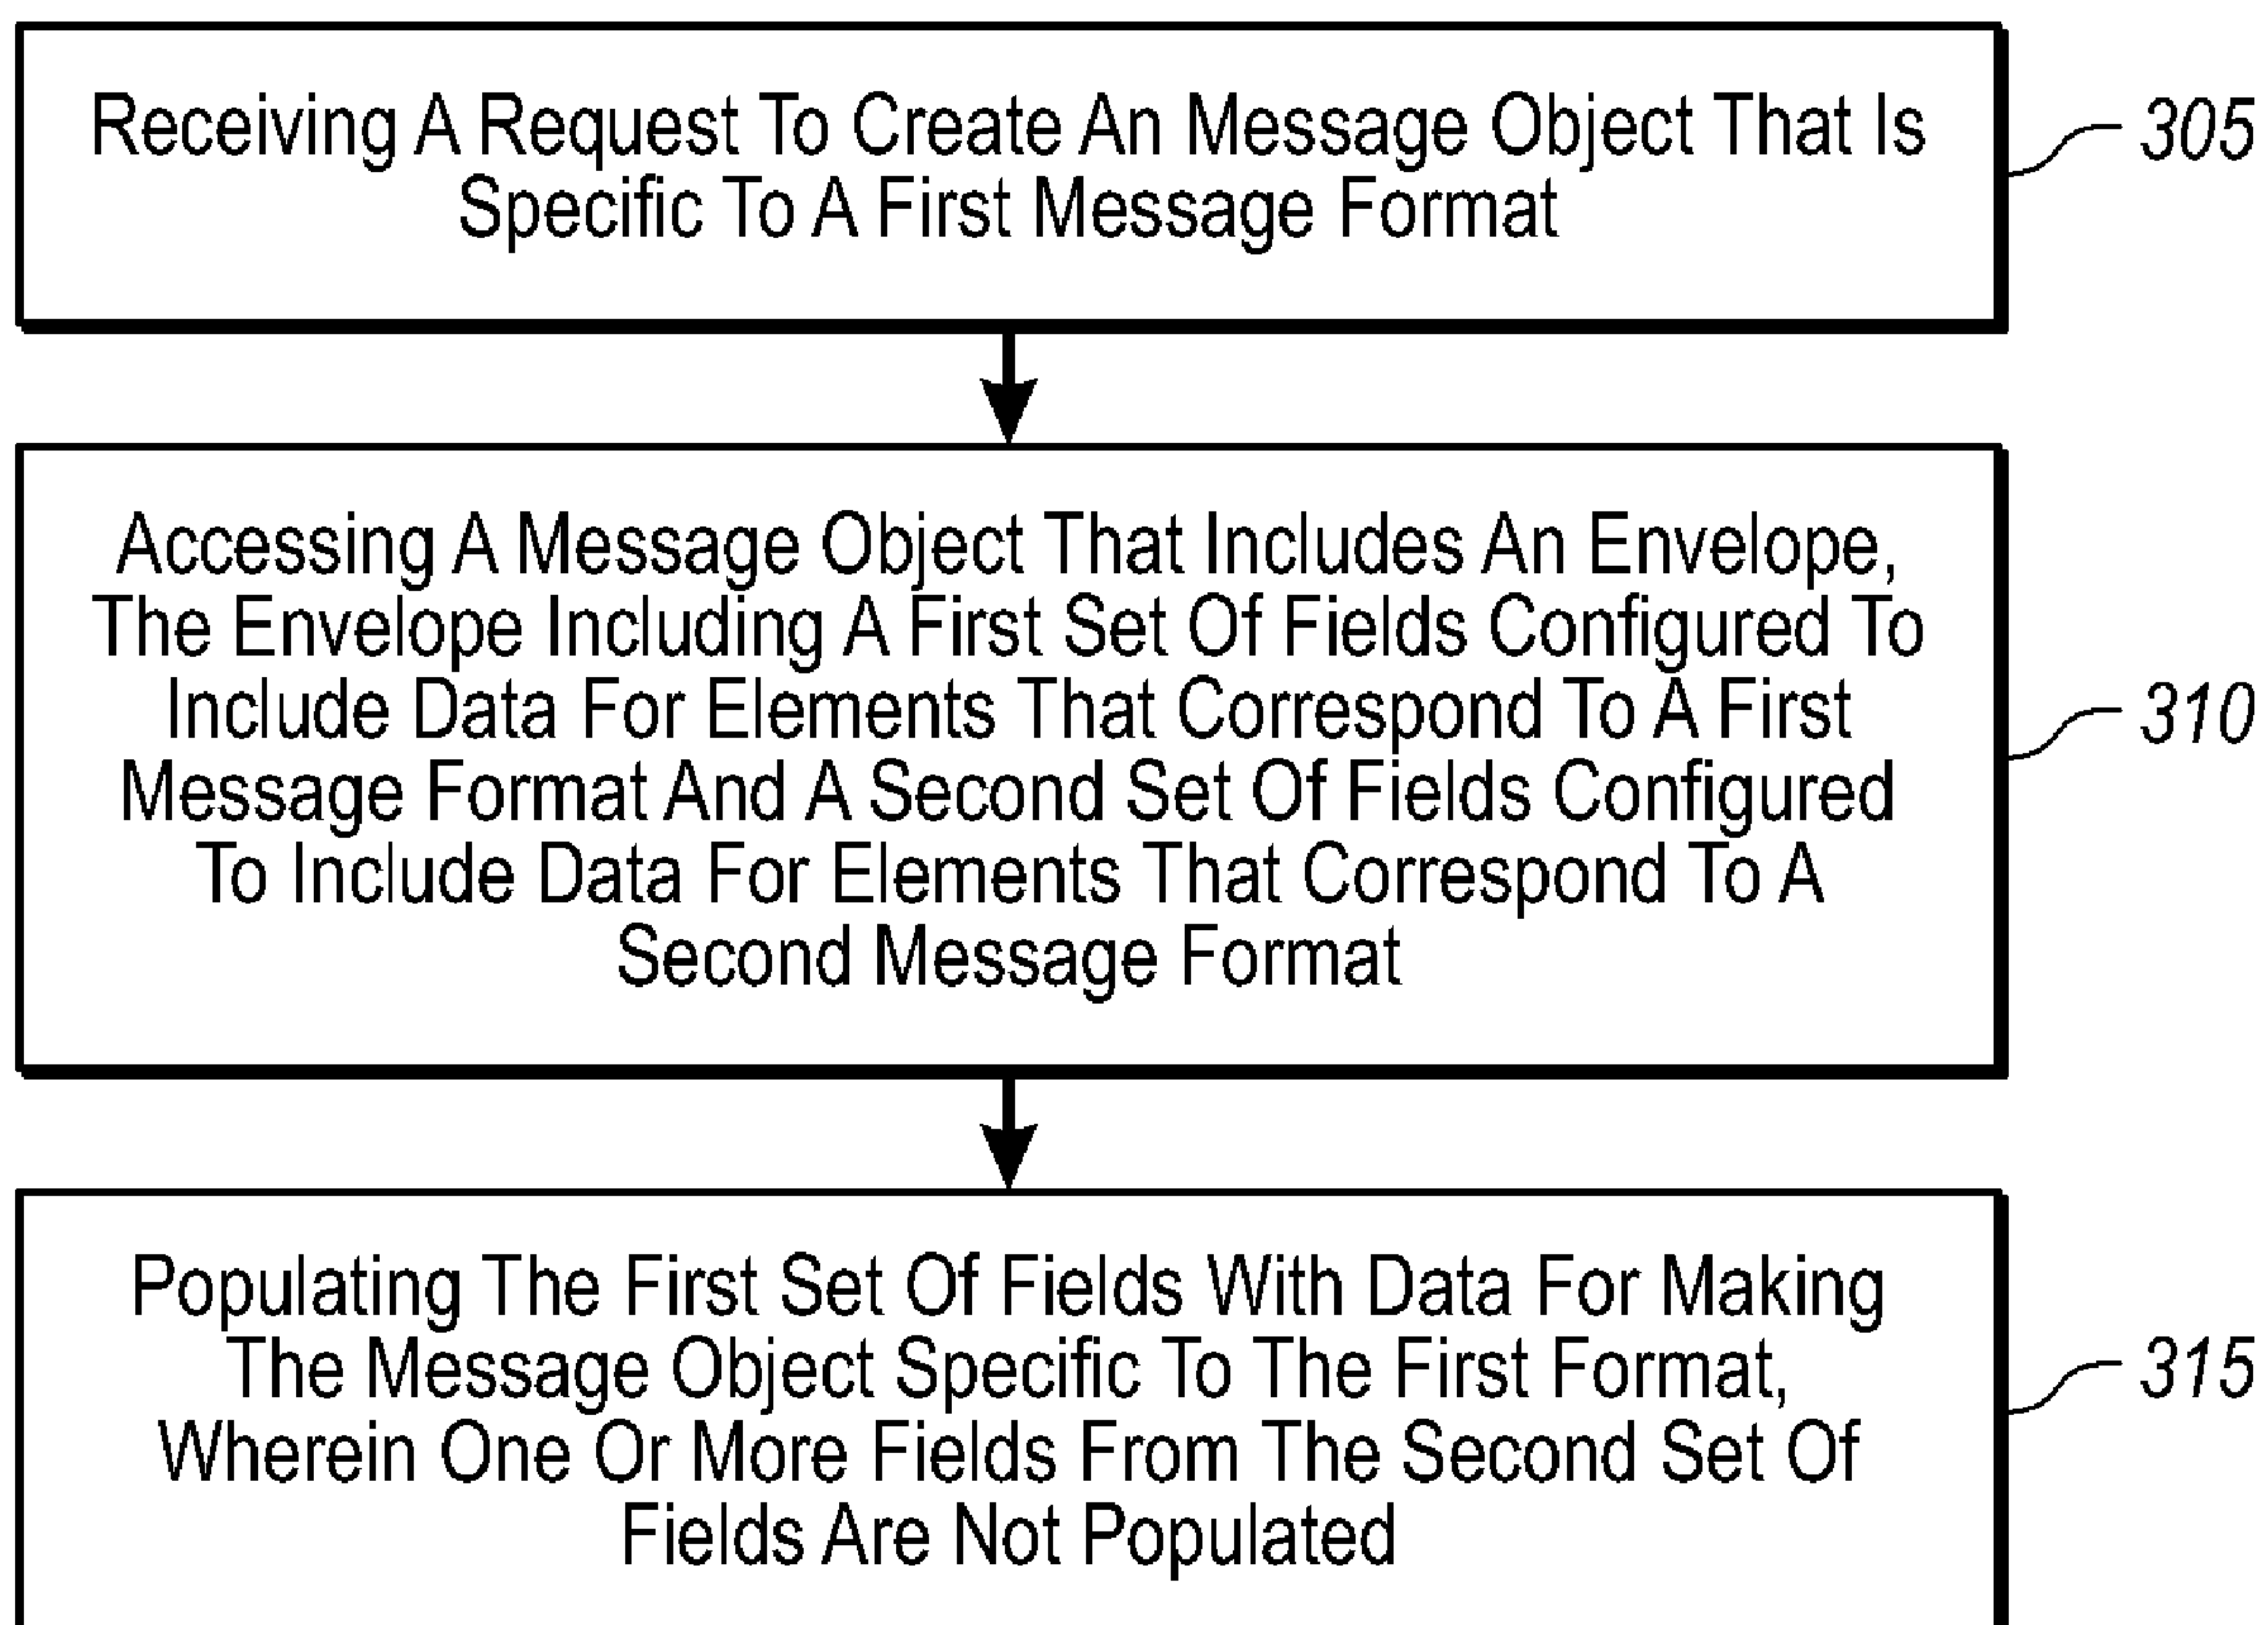 Receiving A Request To Create An Message Object That Is
Specific To A First Message Format
305
Accessing A Message Object That Includes An Envelope,
The Envelope Including A First Set Of Fields Configured To
Include Data For Elements That Correspond To A First
Message Format And A Second Set Of Fields Configured
To Include Data For Elements That Correspond To A
Second Message Format
310
Populating The First Set Of Fields With Data For Making
The Message Object Specific To The First Format,
Wherein One Or More Fields From The Second Set Of
Fields Are Not Populated
315